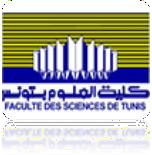 كلية العلوم بتونس
FACULTE DES SCIENCES DE TUNIS